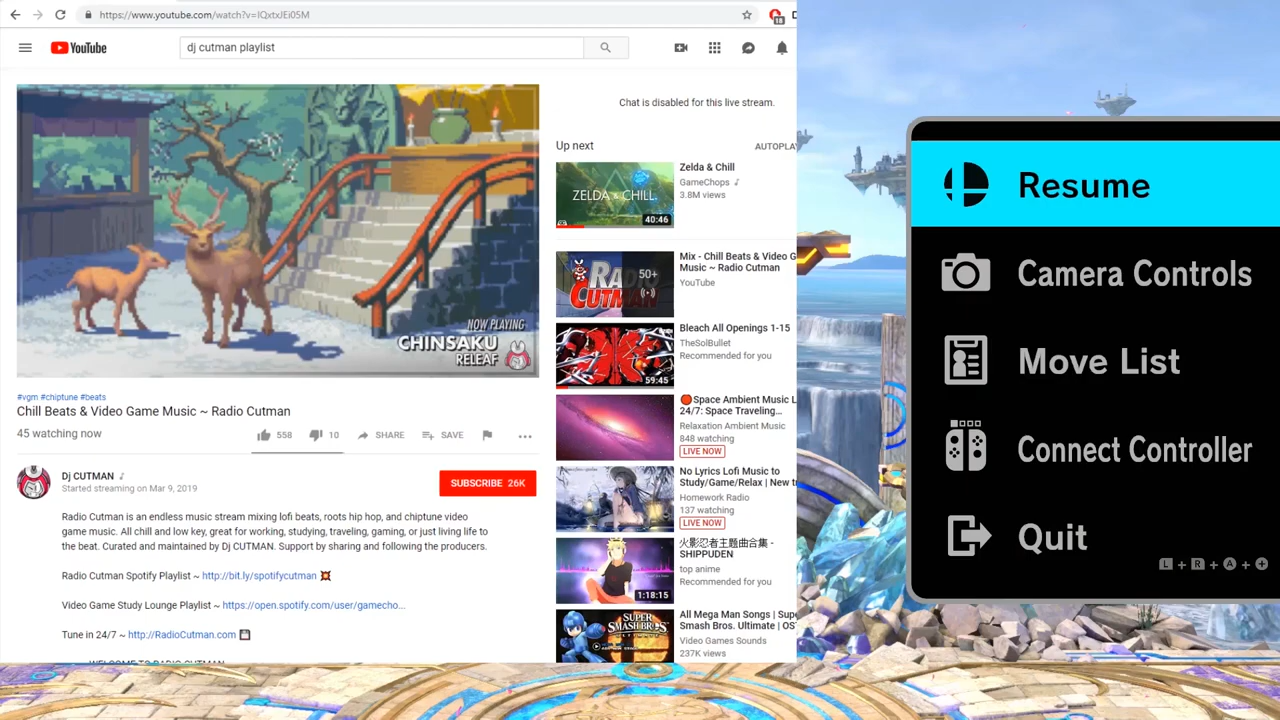 https://www.youtube.com/watch?v=IQxtxJEi05M
18
YouTube
dj cutman playlist
NOW PLAYING
CHINSAKU
RELEAF
#vgm #chiptune #beats
Chill Beats & Video Game Music ~ Radio Cutman
45 watching now
558
10
SHARE
SAVE
Dj CUTMAN
Started streaming on Mar 9, 2019
SUBSCRIBE 26K
Radio Cutman is an endless music stream mixing lofi beats, roots hip hop, and chiptune video
game music. All chill and low key, great for working, studying, traveling, gaming, or just living life to
the beat. Curated and maintained by Dj CUTMAN. Support by sharing and following the producers.
Radio Cutman Spotify Playlist ~ http://bit.ly/spotifycutman
Video Game Study Lounge Playlist ~ https://open.spotify.com/user/gamecho...
Tune in 24/7 ~ http://RadioCutman.com
Chat is disabled for this live stream.
Up next
AUTOPLAY
ZELDA & CHILL
40:46
Zelda & Chill
GameChops
3.8M views
RADIO
CUTMAN
50+
Mix - Chill Beats & Video G
Music ~ Radio Cutman
YouTube
59:45
Bleach All Openings 1-15
TheSolBullet
Recommended for you
Space Ambient Music L
24/7: Space Traveling...
Relaxation Ambient Music
848 watching
LIVE NOW
No Lyrics Lofi Music to
Study/Game/Relax | New tr
Homework Radio
137 watching
LIVE NOW
1:18:15
火影忍者主題曲合集 -
SHIPPUDEN
top anime
Recommended for you
SUPER
SMASH BROS.
All Mega Man Songs | Supe
Smash Bros. Ultimate | OS
Video Games Sounds
237K views
Resume
Camera Controls
Move List
Connect Controller
Quit
L + R + A + +